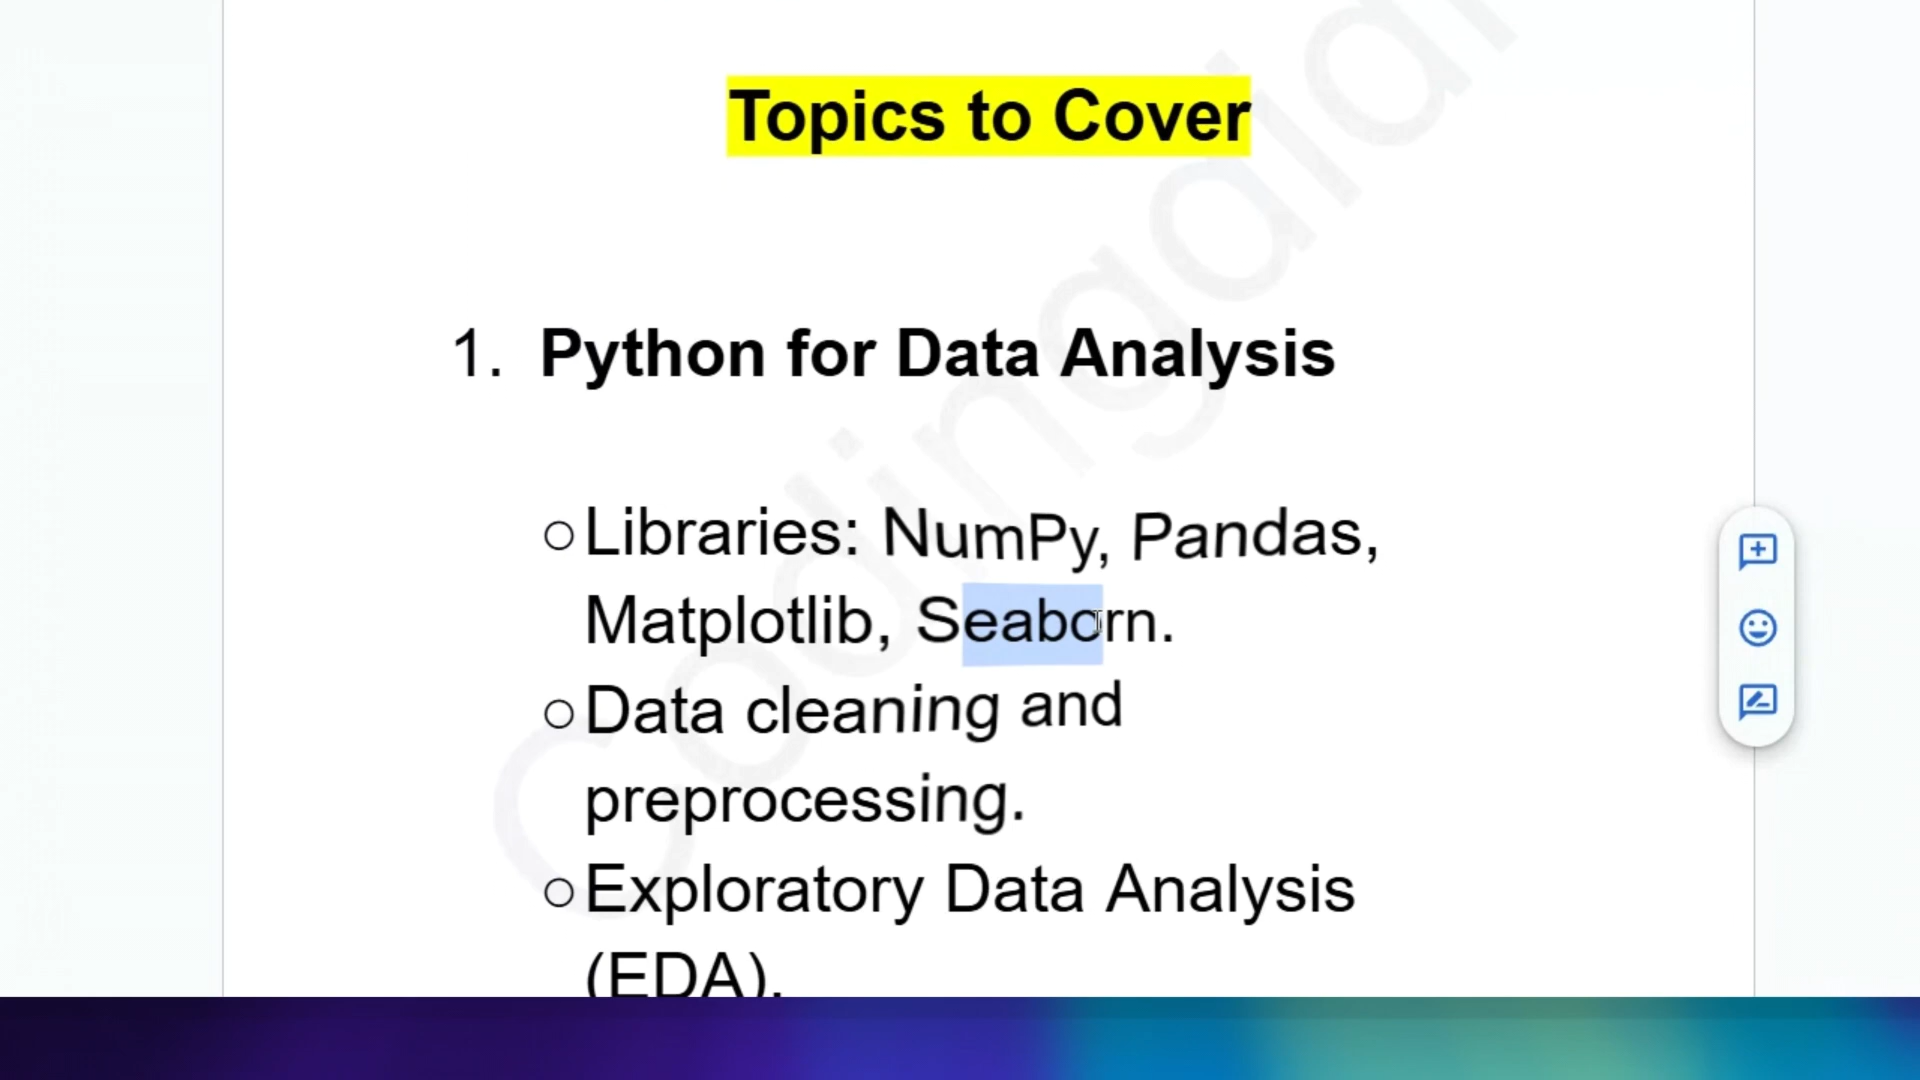 Topics to Cover
1. Python for Data Analysis
○ Libraries: NumPy, Pandas,
Matplotlib, Seaborn.
○ Data cleaning and
preprocessing.
○ Exploratory Data Analysis
(EDA).